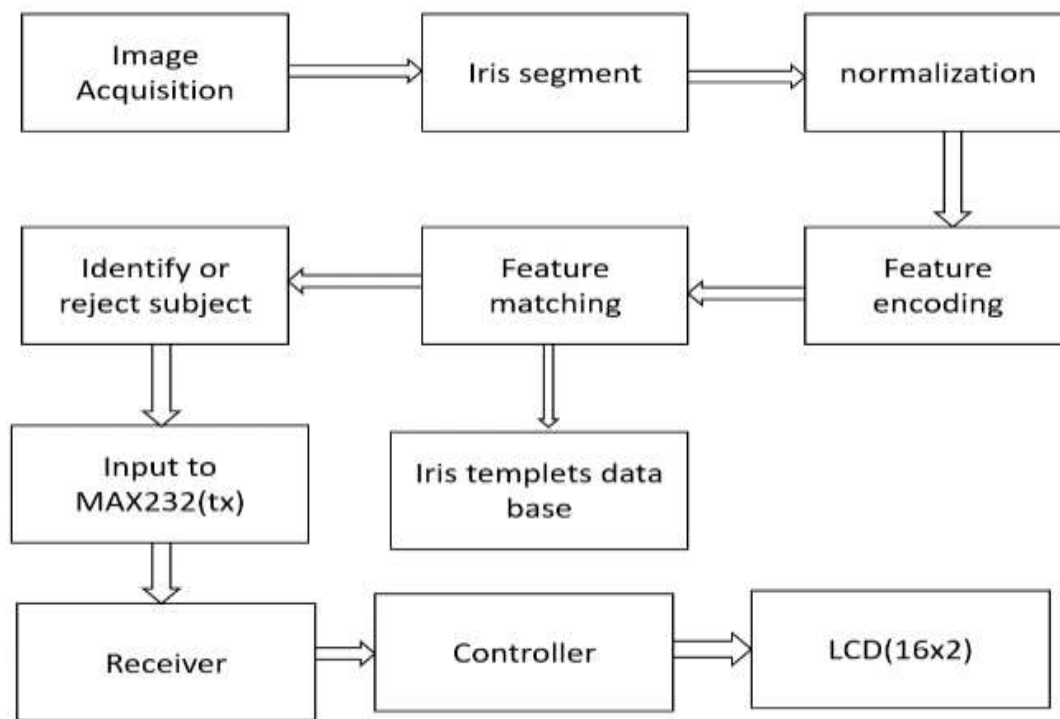 Image
Acquisition
Iris segment
normalization
Identify or
reject subject
Feature
matching
Feature
encoding
Input to
MAX232(tx)
Iris templets data
base
Receiver
Controller
LCD(16x2)